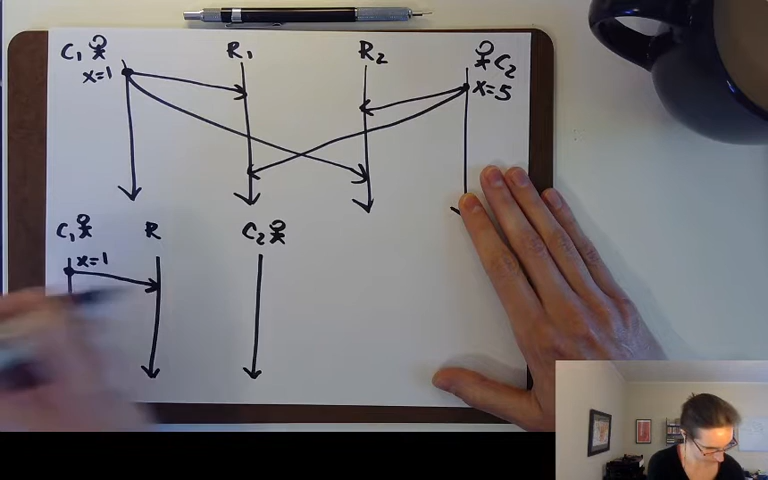 C₁ R₁ R₂ C₂
x=1 x=5
C₁ R C₂
x=1